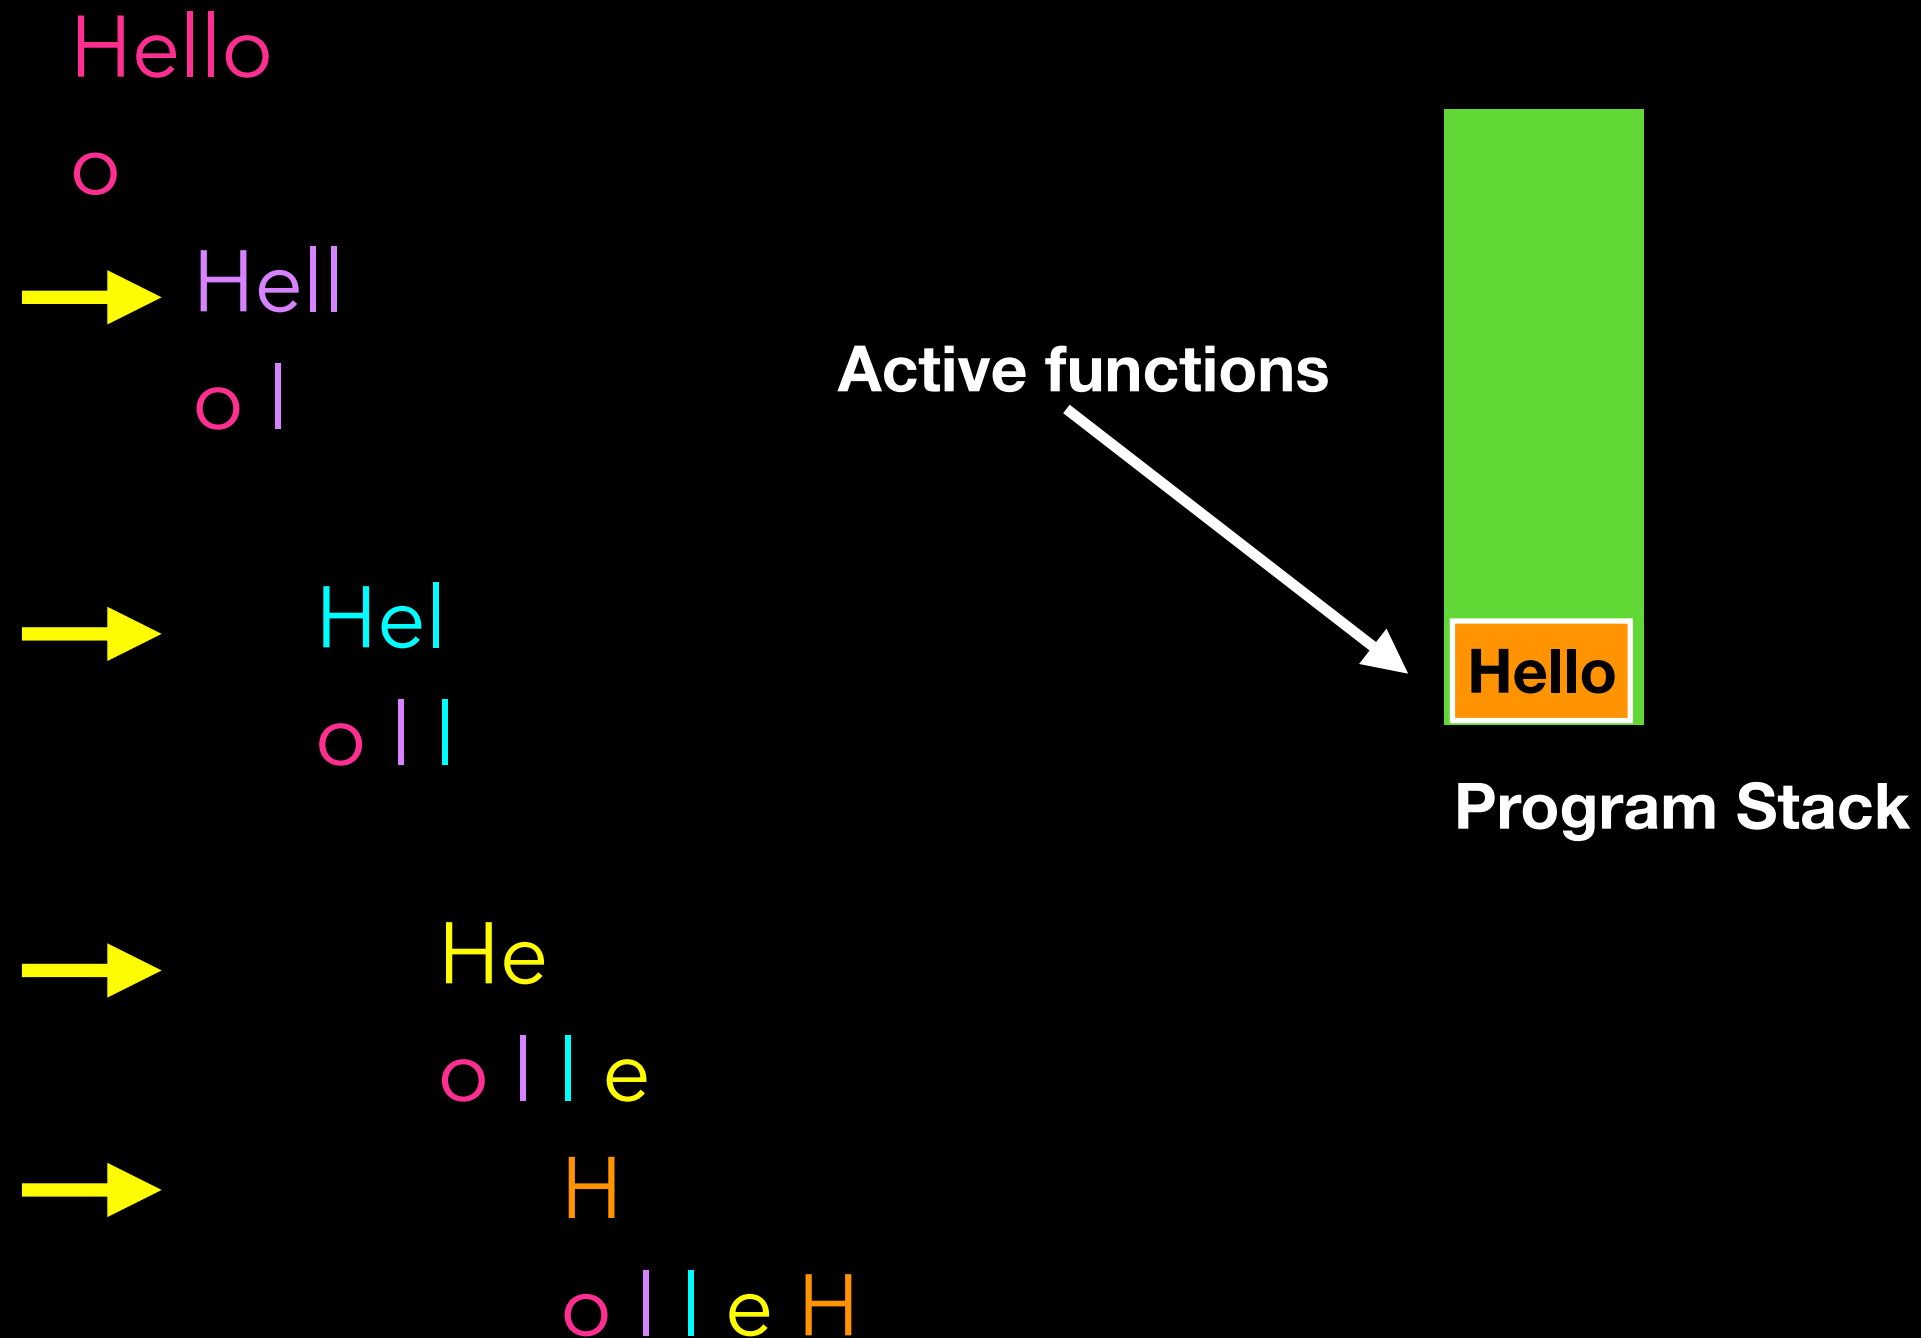 Hello
o
Hell
o l
Hel
o l l
He
o l l e
H
o l l e H
Active functions
Hello
Program Stack